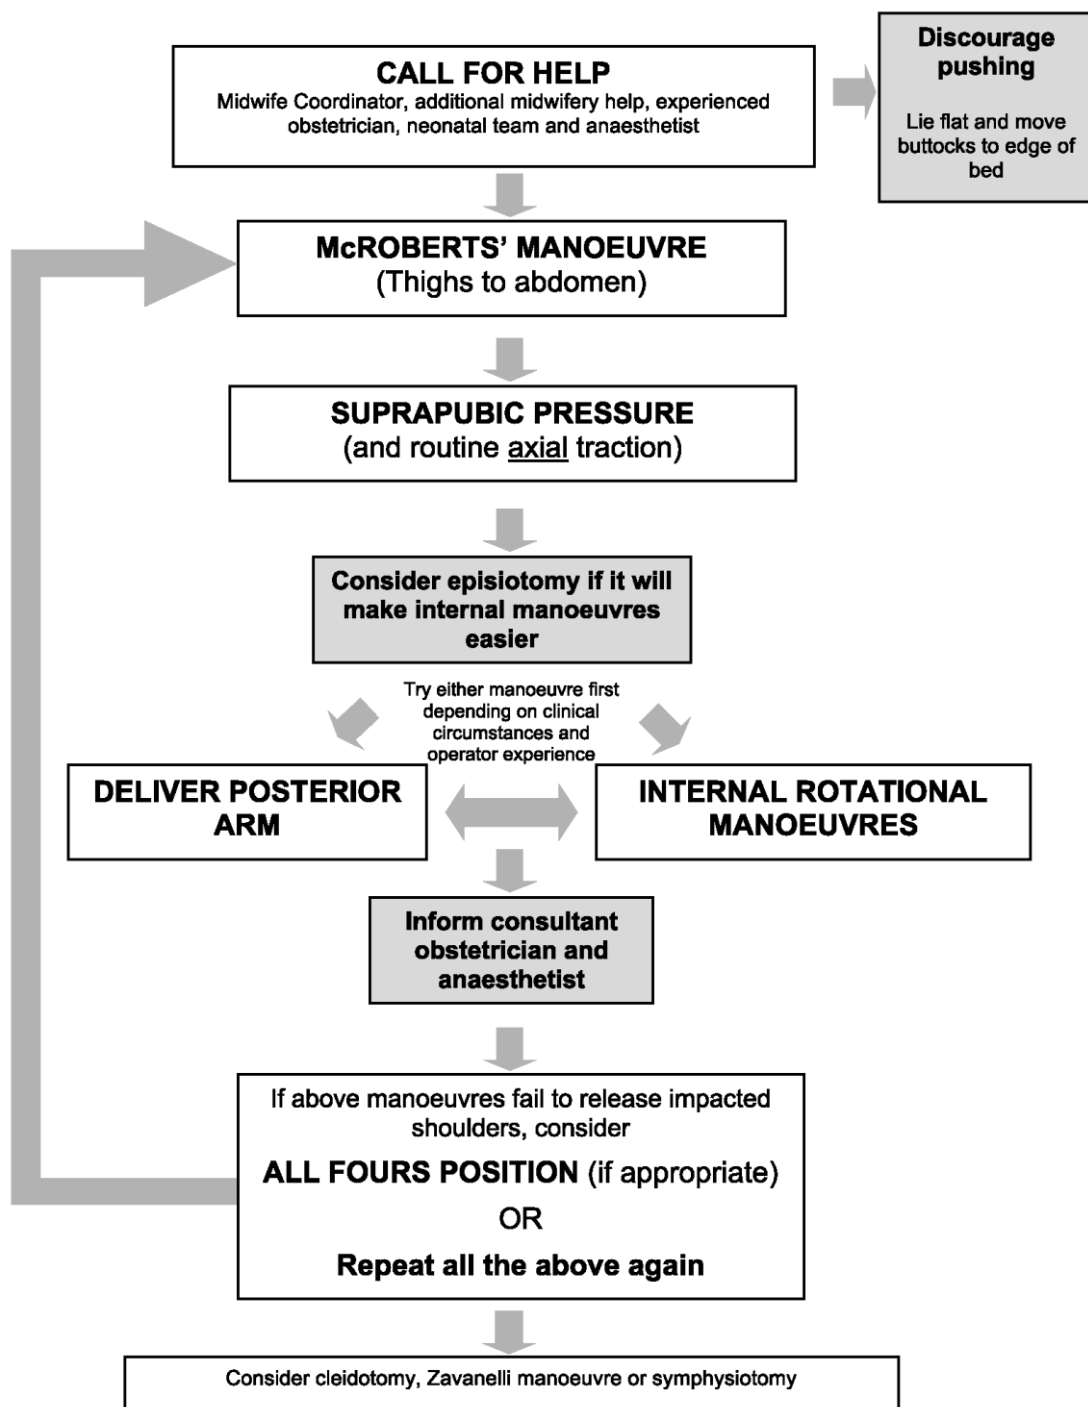 CALL FOR HELP
Midwife Coordinator, additional midwifery help, experienced
obstetrician, neonatal team and anaesthetist
Discourage
pushing
Lie flat and move
buttocks to edge of
bed
McROBERTS’ MANOEUVRE
(Thighs to abdomen)
SUPRAPUBIC PRESSURE
(and routine axial traction)
Consider episiotomy if it will
make internal manoeuvres
easier
Try either manoeuvre first
depending on clinical
circumstances and
operator experience
DELIVER POSTERIOR
ARM
INTERNAL ROTATIONAL
MANOEUVRES
Inform consultant
obstetrician and
anaesthetist
If above manoeuvres fail to release impacted
shoulders, consider
ALL FOURS POSITION (if appropriate)
OR
Repeat all the above again
Consider cleidotomy, Zavanelli manoeuvre or symphysiotomy